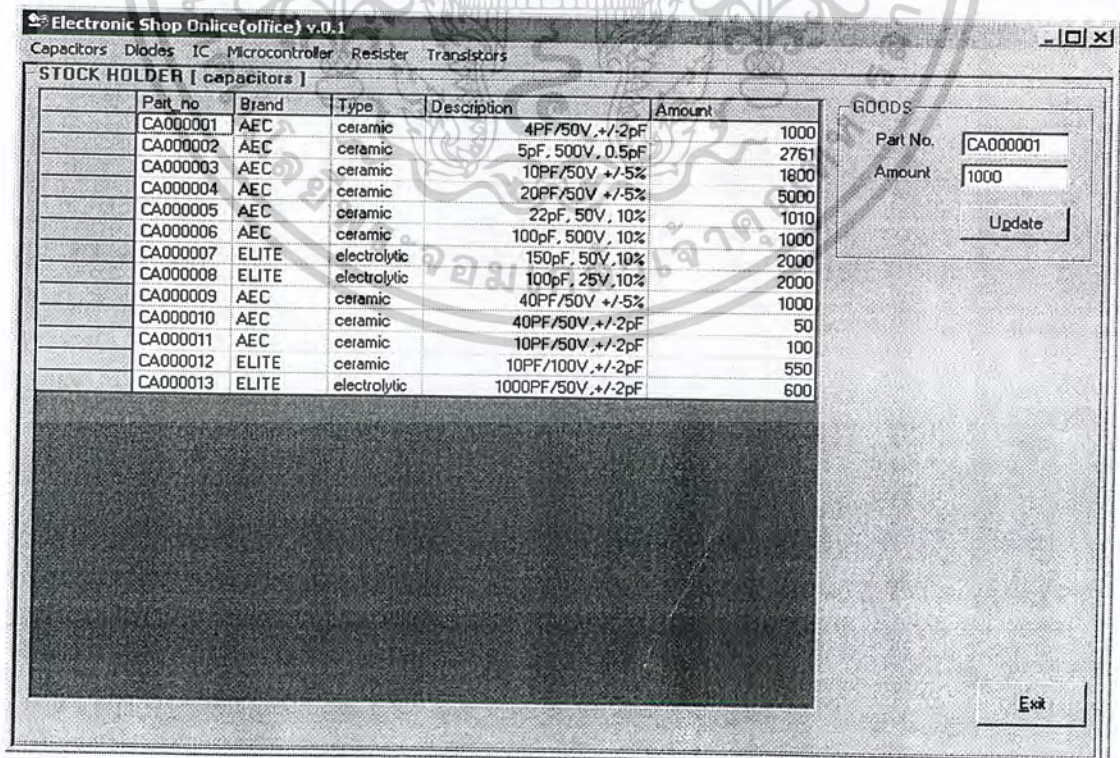 Electronic Shop Onlice(office) v.0.1
Capacitors Diodes IC Microcontroller Resister Transistors
STOCK HOLDER [ capacitors ]
Part_no Brand Type Description Amount
CA000001 AEC ceramic 4PF/50V,+/-2pF 1000
CA000002 AEC ceramic 5pF, 500V, 0.5pF 2761
CA000003 AEC ceramic 10PF/50V +/-5% 1800
CA000004 AEC ceramic 20PF/50V +/-5% 5000
CA000005 AEC ceramic 22pF, 50V, 10% 1010
CA000006 AEC ceramic 100pF, 500V, 10% 1000
CA000007 ELITE electrolytic 150pF, 50V,10% 2000
CA000008 ELITE electrolytic 100pF, 25V,10% 2000
CA000009 AEC ceramic 40PF/50V +/-5% 1000
CA000010 AEC ceramic 40PF/50V,+/-2pF 50
CA000011 AEC ceramic 10PF/50V,+/-2pF 100
CA000012 ELITE ceramic 10PF/100V,+/-2pF 550
CA000013 ELITE electrolytic 1000PF/50V,+/-2pF 600
GOODS
Part No. CA000001
Amount 1000
Update
Exit